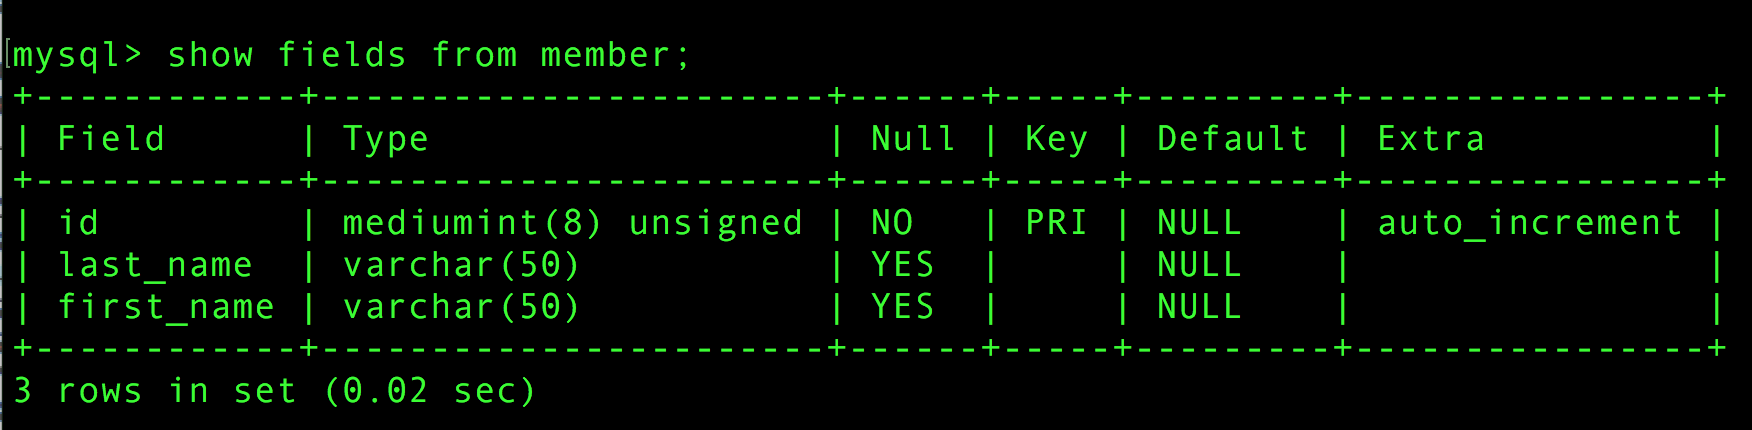 mysql> show fields from member;
+------------+-----------------------+------+-----+---------+----------------+
| Field      | Type                  | Null | Key | Default | Extra          |
+------------+-----------------------+------+-----+---------+----------------+
| id         | mediumint(8) unsigned | NO   | PRI | NULL    | auto_increment |
| last_name  | varchar(50)           | YES  |     | NULL    |                |
| first_name | varchar(50)           | YES  |     | NULL    |                |
+------------+-----------------------+------+-----+---------+----------------+
3 rows in set (0.02 sec)